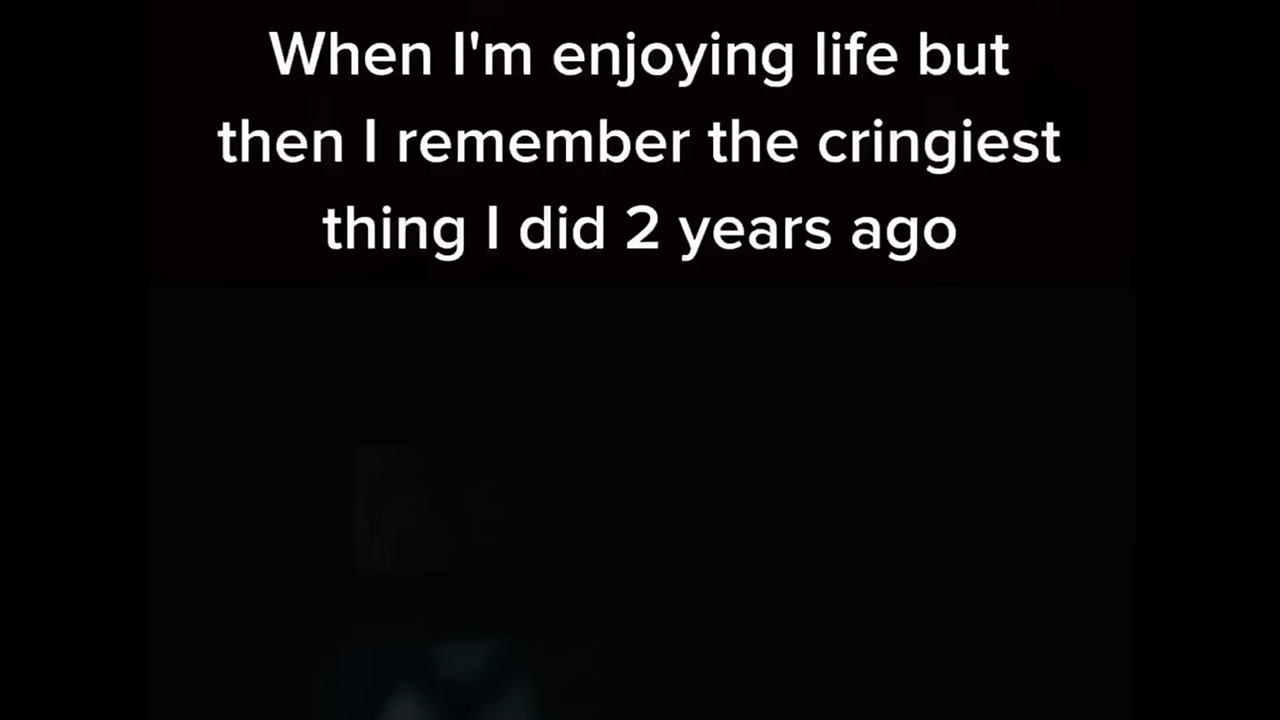 When I'm enjoying life but
then I remember the cringiest
thing I did 2 years ago